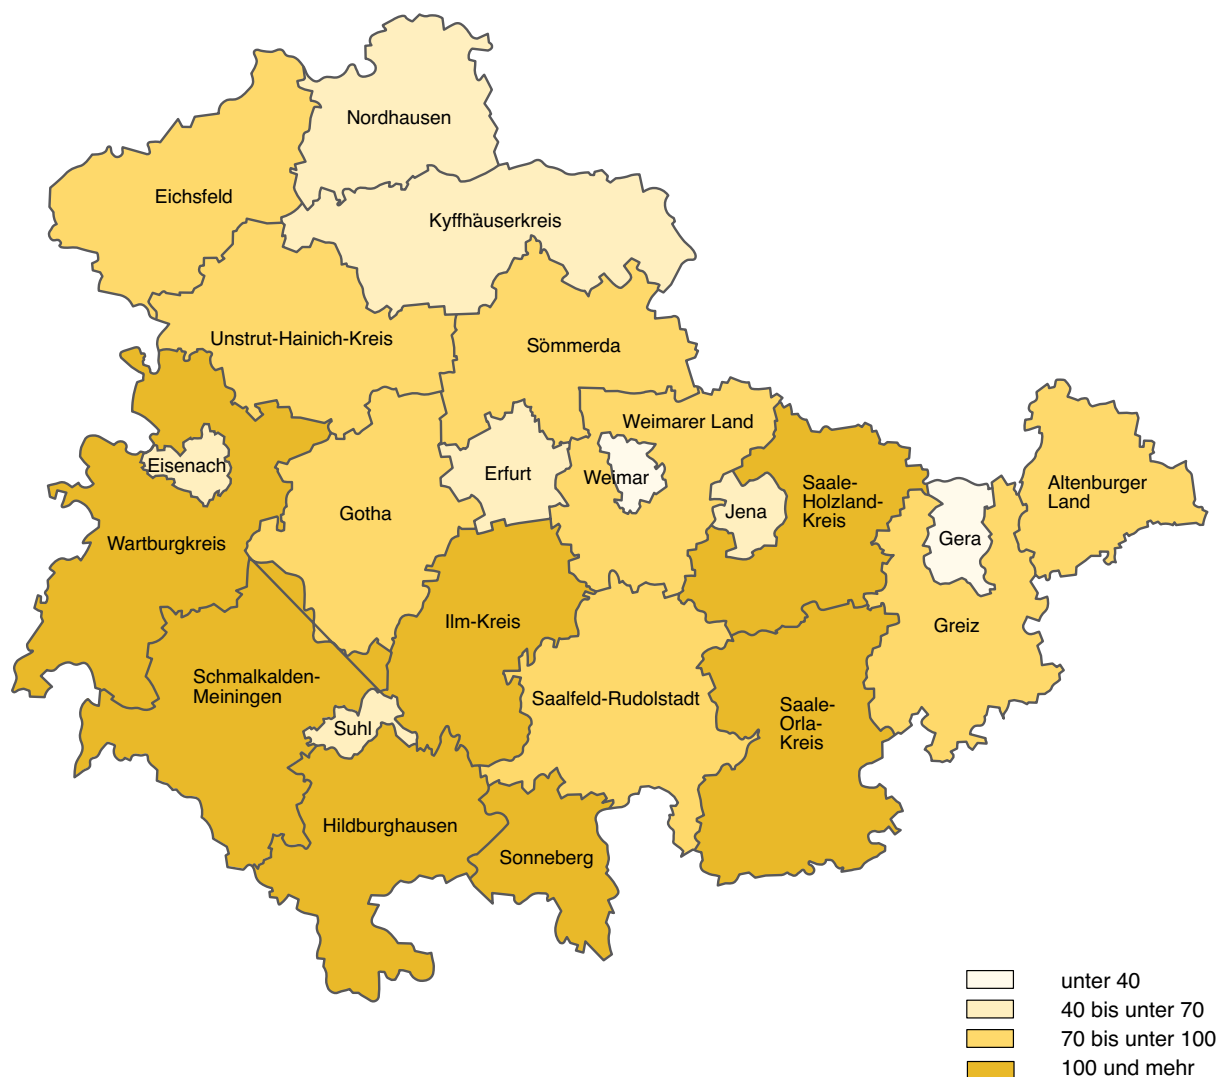 Nordhausen
Eichsfeld
Kyffhäuserkreis
Unstrut-Hainich-Kreis
Sömmerda
Weimarer Land
Eisenach
Erfurt
Weimar
Saale-
Holzland-
Kreis
Altenburger
Land
Gotha
Jena
Wartburgkreis
Gera
Ilm-Kreis
Greiz
Schmalkalden-
Meiningen
Saalfeld-Rudolstadt
Saale-
Orla-
Kreis
Suhl
Hildburghausen
Sonneberg
unter 40
40 bis unter 70
70 bis unter 100
100 und mehr